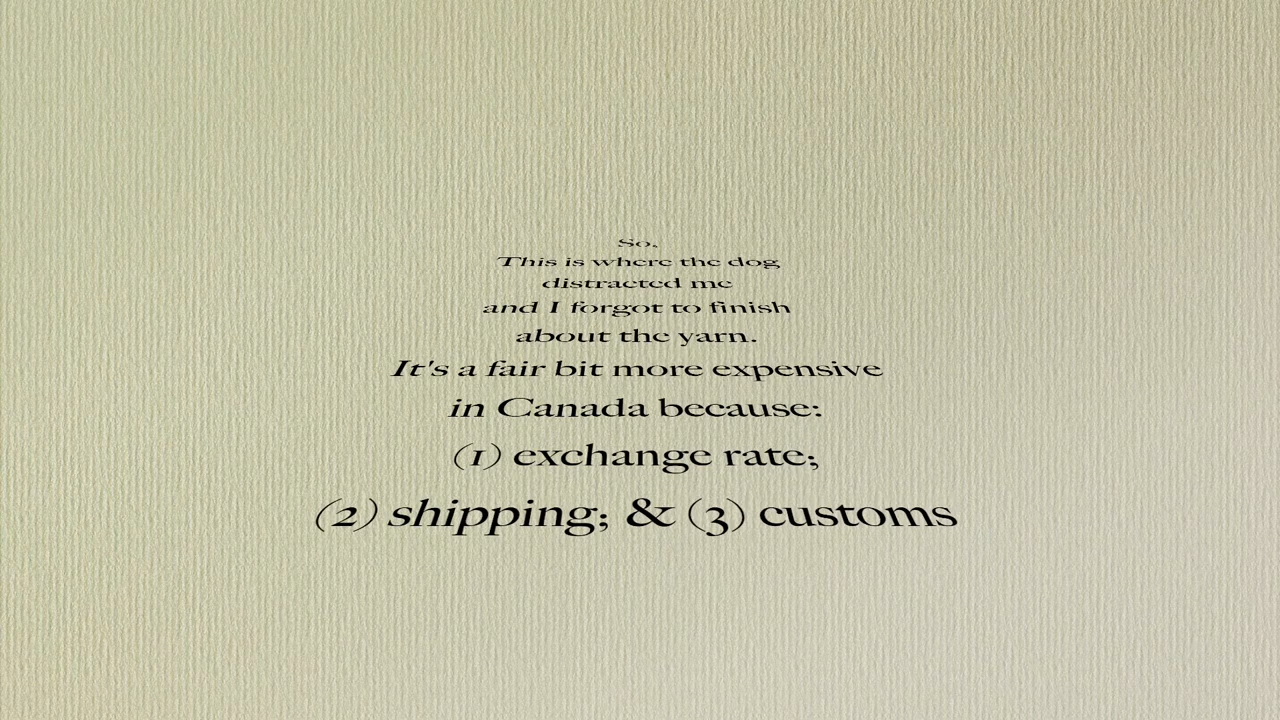 So.
This is where the dog
distracted me
and I forgot to finish
about the yarn.
It's a fair bit more expensive
in Canada because:
(1) exchange rate;
(2) shipping; & (3) customs